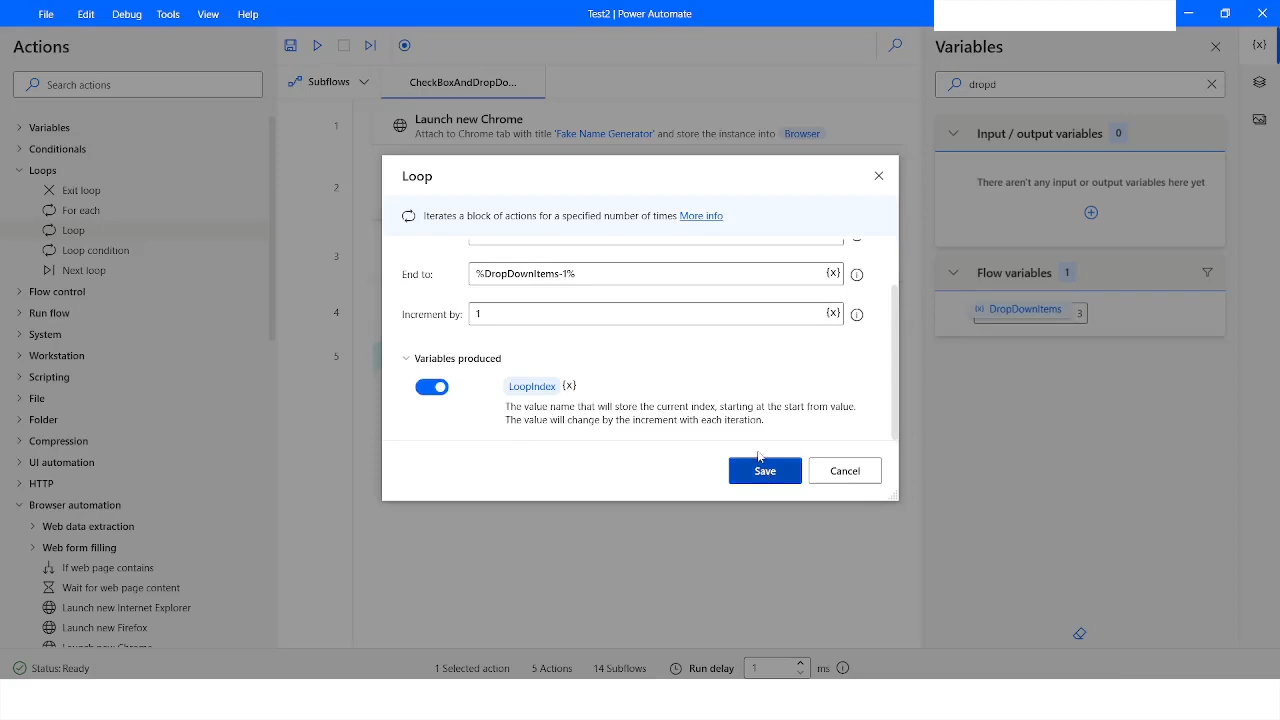 File Edit Debug Tools View Help
Test2 | Power Automate
Actions
Search actions
Variables
Conditionals
Loops
Exit loop
For each
Loop
Loop condition
Next loop
Flow control
Run flow
System
Workstation
Scripting
File
Folder
Compression
UI automation
HTTP
Browser automation
Web data extraction
Web form filling
If web page contains
Wait for web page content
Launch new Internet Explorer
Launch new Firefox
Subflows
CheckBoxAndDropDo...
1
Launch new Chrome
Attach to Chrome tab with title 'Fake Name Generator' and store the instance into Browser
2
3
4
5
Loop
Iterates a block of actions for a specified number of times More info
End to: %DropDownItems-1% {x}
Increment by: 1 {x}
Variables produced
LoopIndex {x}
The value name that will store the current index, starting at the start from value.
The value will change by the increment with each iteration.
Save Cancel
Variables
{x}
dropd
Input / output variables 0
There aren't any input or output variables here yet
Flow variables 1
{x} DropDownItems 3
Status: Ready
1 Selected action 5 Actions 14 Subflows Run delay 1 ms